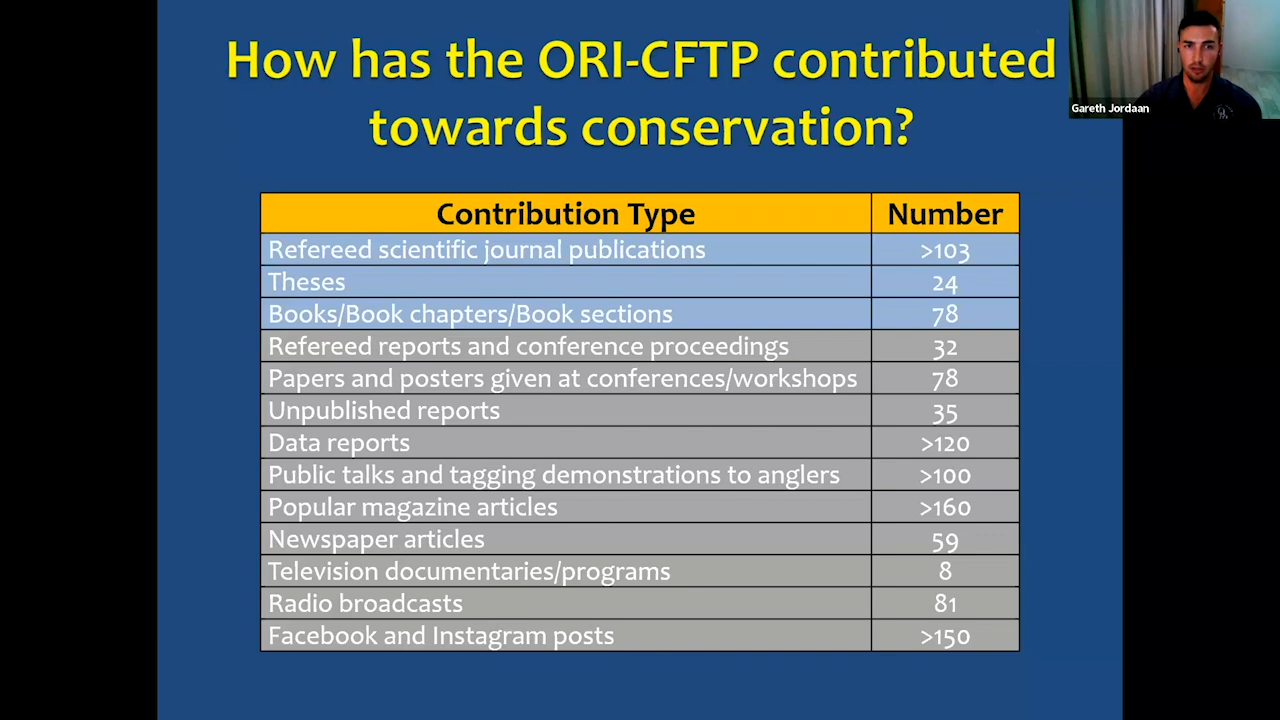 How has the ORI-CFTP contributed
towards conservation?
Gareth Jordaan
Contribution Type Number
Refereed scientific journal publications >103
Theses 24
Books/Book chapters/Book sections 78
Refereed reports and conference proceedings 32
Papers and posters given at conferences/workshops 78
Unpublished reports 35
Data reports >120
Public talks and tagging demonstrations to anglers >100
Popular magazine articles >160
Newspaper articles 59
Television documentaries/programs 8
Radio broadcasts 81
Facebook and Instagram posts >150